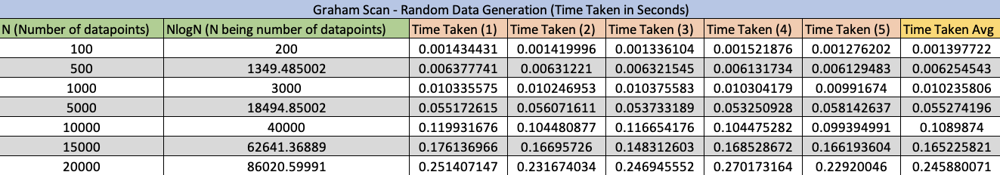 Graham Scan - Random Data Generation (Time Taken in Seconds)
N (Number of datapoints) NlogN (N being number of datapoints) Time Taken (1) Time Taken (2) Time Taken (3) Time Taken (4) Time Taken (5) Time Taken Avg
100 200 0.001434431 0.001419996 0.001336104 0.001521876 0.001276202 0.001397722
500 1349.485002 0.006377741 0.00631221 0.006321545 0.006131734 0.006129483 0.006254543
1000 3000 0.010335575 0.010246953 0.010375583 0.010304179 0.00991674 0.010235806
5000 18494.85002 0.055172615 0.056071611 0.053733189 0.053250928 0.058142637 0.055274196
10000 40000 0.119931676 0.104480877 0.116654176 0.104475282 0.099394991 0.1089874
15000 62641.36889 0.176136966 0.16695726 0.148312603 0.168528672 0.166193604 0.165225821
20000 86020.59991 0.251407147 0.231674034 0.246945552 0.270173164 0.22920046 0.245880071